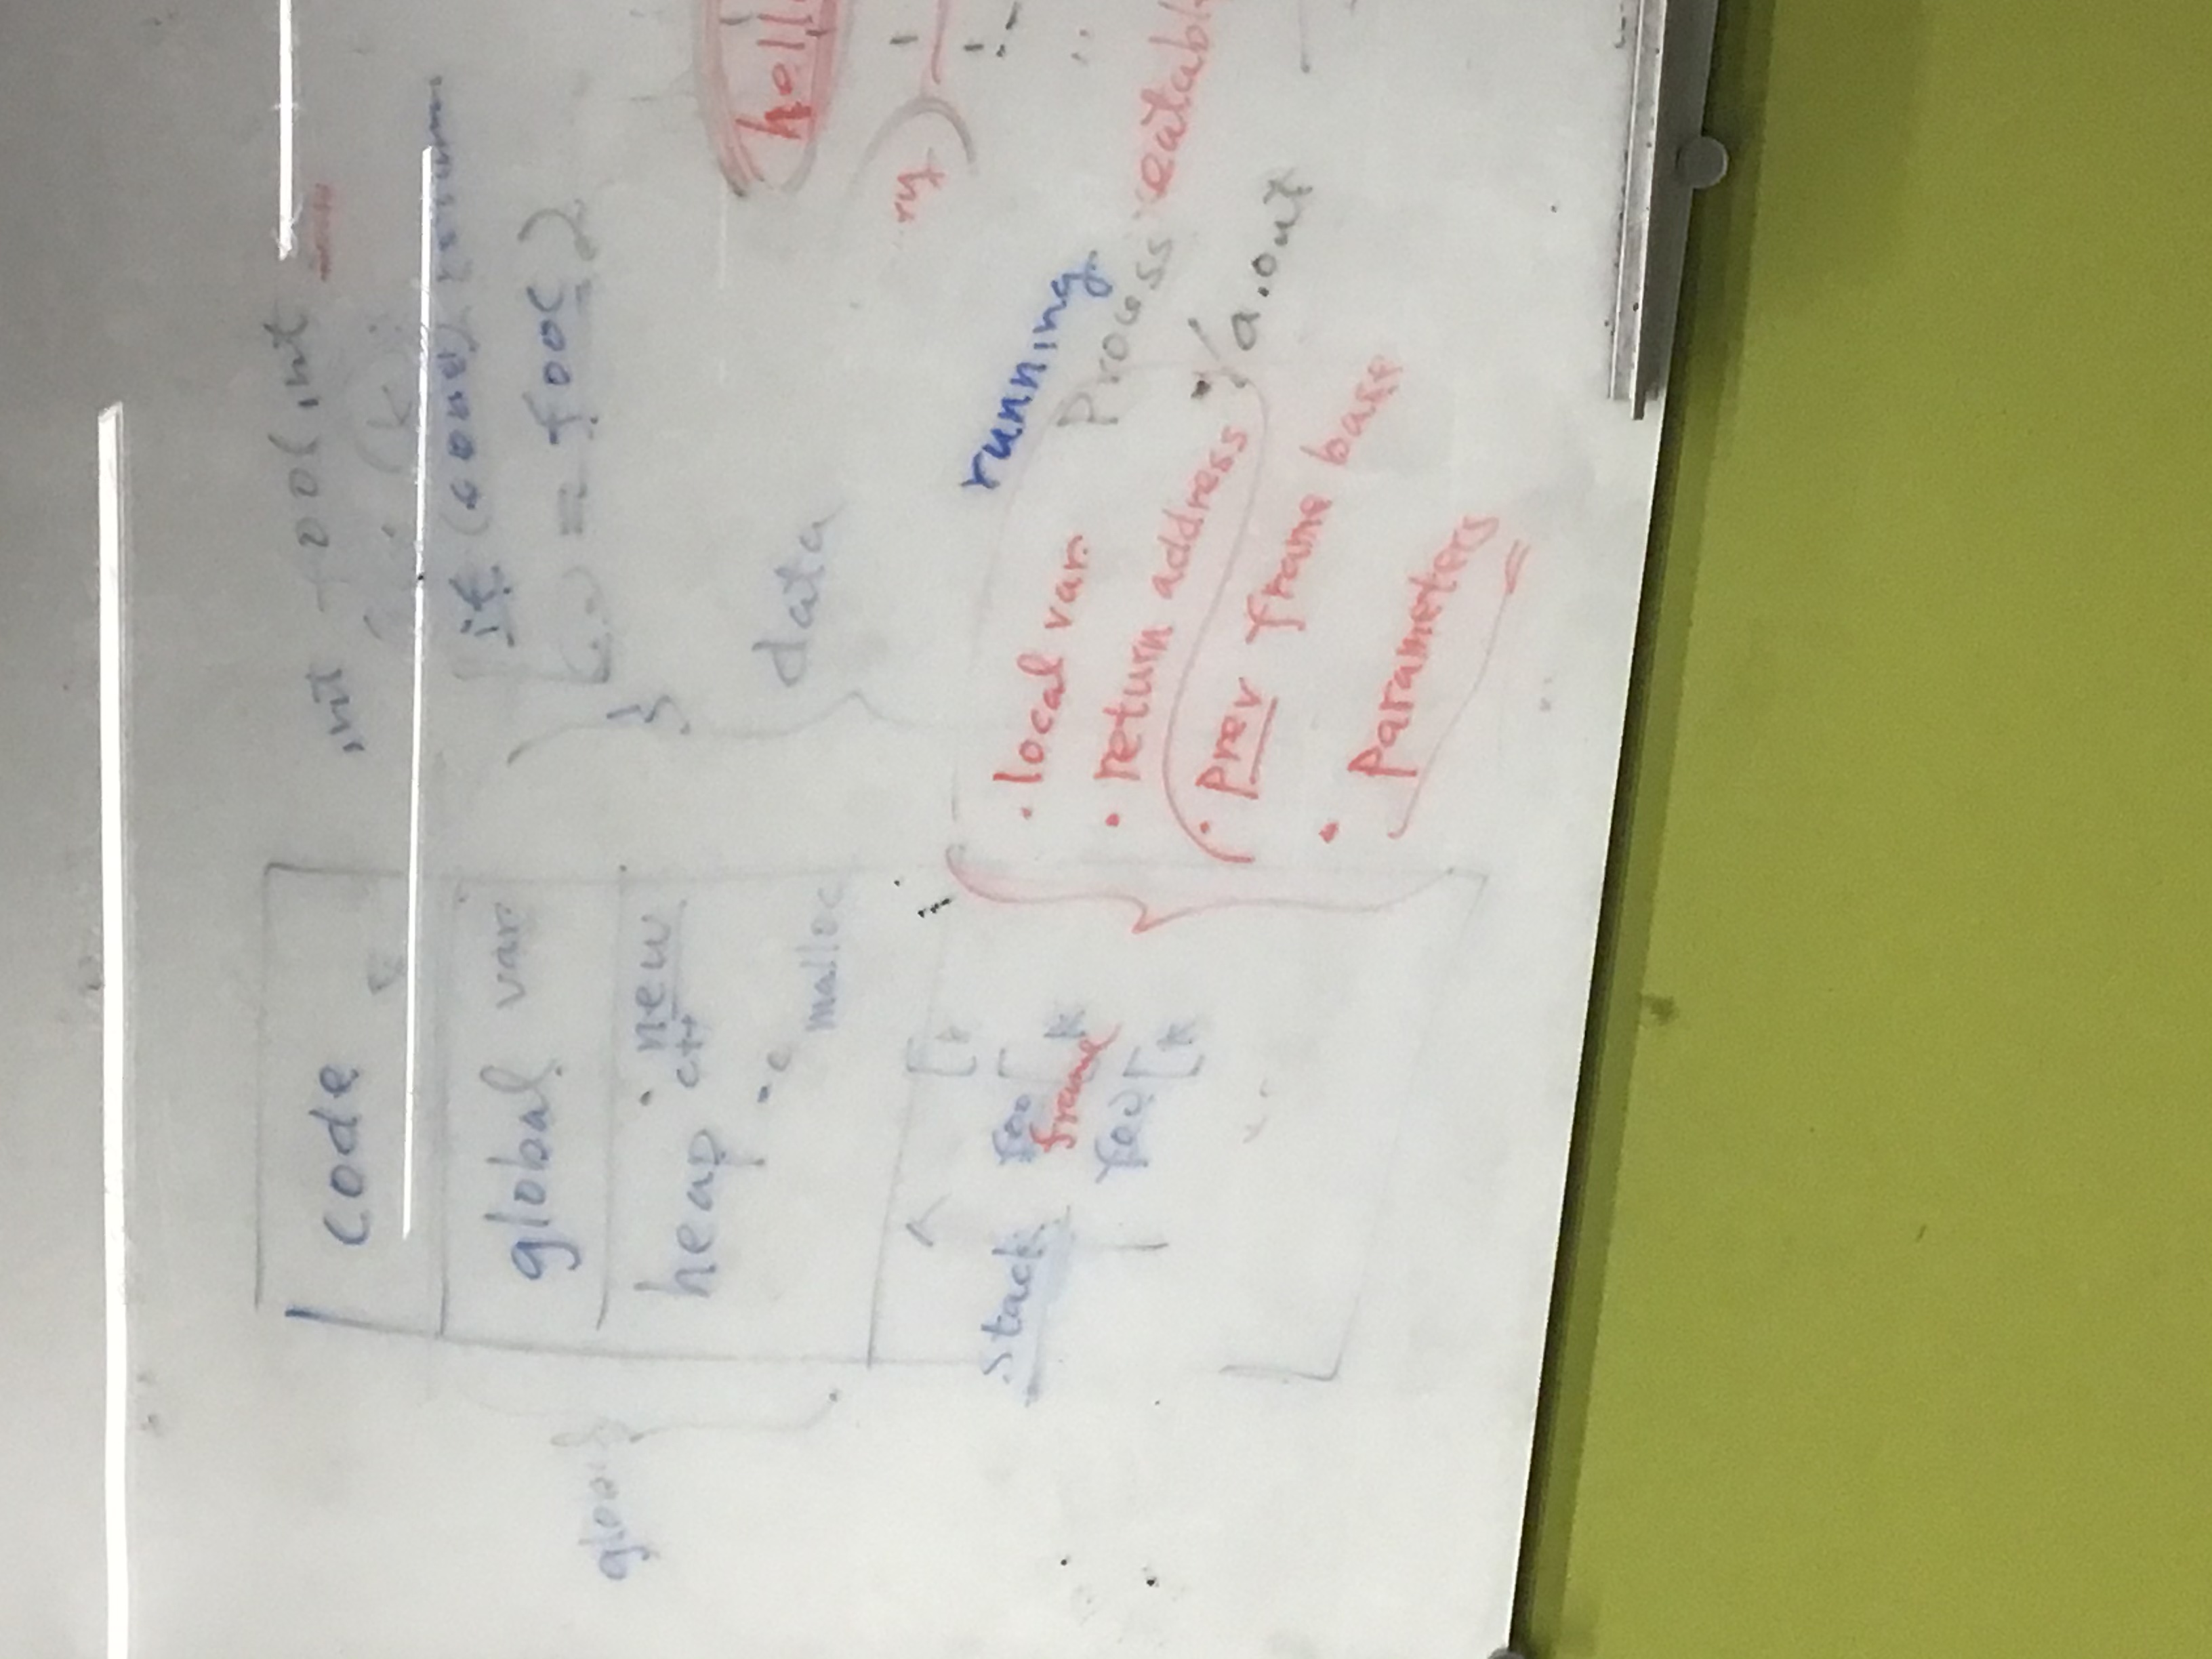 code
int foo( int
(k);
if (cond) return
= foo( )
global var
global
heap
new
C++
C
malloc
data
hell
ry
stack
foo
frame
k
foo
k
local var
return address
prev frame base
parameters
running
Process
eatabl
a.out